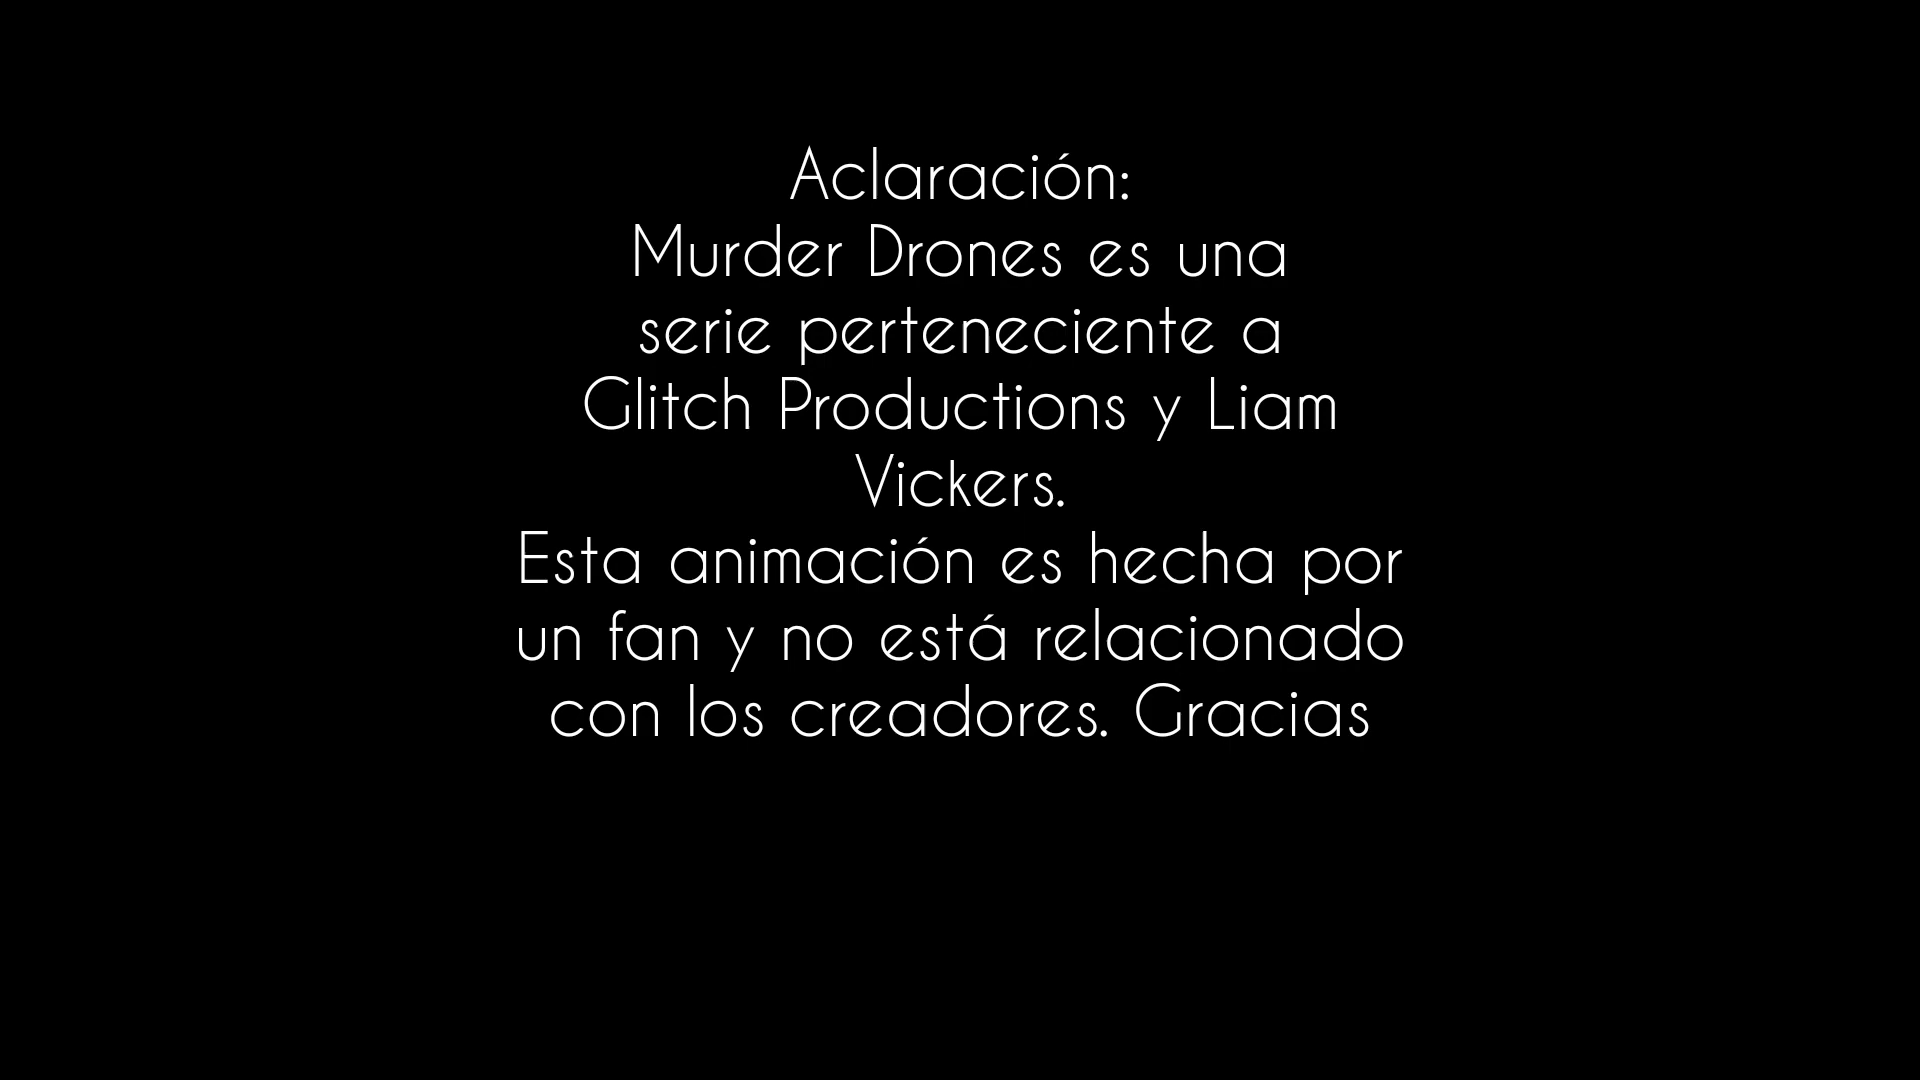 Aclaración:
Murder Drones es una
serie perteneciente a
Glitch Productions y Liam
Vickers.
Esta animación es hecha por
un fan y no está relacionado
con los creadores. Gracias